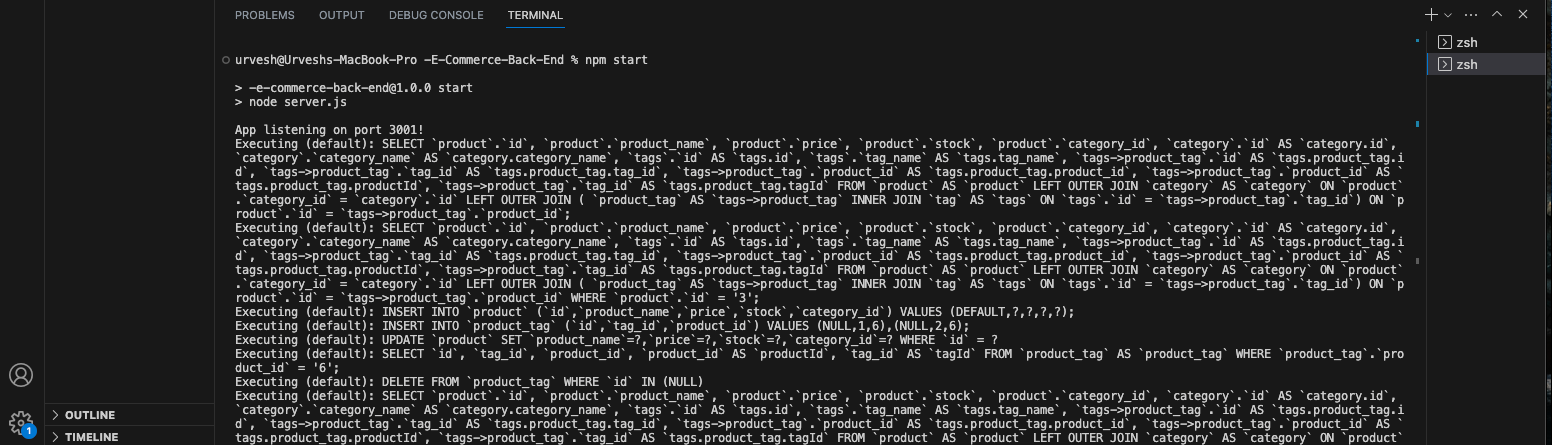 PROBLEMS OUTPUT DEBUG CONSOLE TERMINAL
zsh
zsh
urvesh@Urveshs-MacBook-Pro -E-Commerce-Back-End % npm start
> -e-commerce-back-end@1.0.0 start
> node server.js
App listening on port 3001!
Executing (default): SELECT `product`.`id`, `product`.`product_name`, `product`.`price`, `product`.`stock`, `product`.`category_id`, `category`.`id` AS `category.id`,
`category`.`category_name` AS `category.category_name`, `tags`.`id` AS `tags.id`, `tags`.`tag_name` AS `tags.tag_name`, `tags->product_tag`.`id` AS `tags.product_tag.i
d`, `tags->product_tag`.`tag_id` AS `tags.product_tag.tag_id`, `tags->product_tag`.`product_id` AS `tags.product_tag.product_id`, `tags->product_tag`.`product_id` AS `
tags.product_tag.productId`, `tags->product_tag`.`tag_id` AS `tags.product_tag.tagId` FROM `product` AS `product` LEFT OUTER JOIN `category` AS `category` ON `product`
.`category_id` = `category`.`id` LEFT OUTER JOIN ( `product_tag` AS `tags->product_tag` INNER JOIN `tag` AS `tags` ON `tags`.`id` = `tags->product_tag`.`tag_id`) ON `p
roduct`.`id` = `tags->product_tag`.`product_id`;
Executing (default): SELECT `product`.`id`, `product`.`product_name`, `product`.`price`, `product`.`stock`, `product`.`category_id`, `category`.`id` AS `category.id`,
`category`.`category_name` AS `category.category_name`, `tags`.`id` AS `tags.id`, `tags`.`tag_name` AS `tags.tag_name`, `tags->product_tag`.`id` AS `tags.product_tag.i
d`, `tags->product_tag`.`tag_id` AS `tags.product_tag.tag_id`, `tags->product_tag`.`product_id` AS `tags.product_tag.product_id`, `tags->product_tag`.`product_id` AS `
tags.product_tag.productId`, `tags->product_tag`.`tag_id` AS `tags.product_tag.tagId` FROM `product` AS `product` LEFT OUTER JOIN `category` AS `category` ON `product`
.`category_id` = `category`.`id` LEFT OUTER JOIN ( `product_tag` AS `tags->product_tag` INNER JOIN `tag` AS `tags` ON `tags`.`id` = `tags->product_tag`.`tag_id`) ON `p
roduct`.`id` = `tags->product_tag`.`product_id` WHERE `product`.`id` = '3';
Executing (default): INSERT INTO `product` (`id`,`product_name`,`price`,`stock`,`category_id`) VALUES (DEFAULT,?,?,?,?);
Executing (default): INSERT INTO `product_tag` (`id`,`tag_id`,`product_id`) VALUES (NULL,1,6),(NULL,2,6);
Executing (default): UPDATE `product` SET `product_name`=?,`price`=?,`stock`=?,`category_id`=? WHERE `id` = ?
Executing (default): SELECT `id`, `tag_id`, `product_id`, `product_id` AS `productId`, `tag_id` AS `tagId` FROM `product_tag` AS `product_tag` WHERE `product_tag`.`pro
duct_id` = '6';
Executing (default): DELETE FROM `product_tag` WHERE `id` IN (NULL)
Executing (default): SELECT `product`.`id`, `product`.`product_name`, `product`.`price`, `product`.`stock`, `product`.`category_id`, `category`.`id` AS `category.id`,
`category`.`category_name` AS `category.category_name`, `tags`.`id` AS `tags.id`, `tags`.`tag_name` AS `tags.tag_name`, `tags->product_tag`.`id` AS `tags.product_tag.i
d`, `tags->product_tag`.`tag_id` AS `tags.product_tag.tag_id`, `tags->product_tag`.`product_id` AS `tags.product_tag.product_id`, `tags->product_tag`.`product_id` AS `
tags.product_tag.productId`, `tags->product_tag`.`tag_id` AS `tags.product_tag.tagId` FROM `product` AS `product` LEFT OUTER JOIN `category` AS `category` ON `product`
OUTLINE
TIMELINE
1